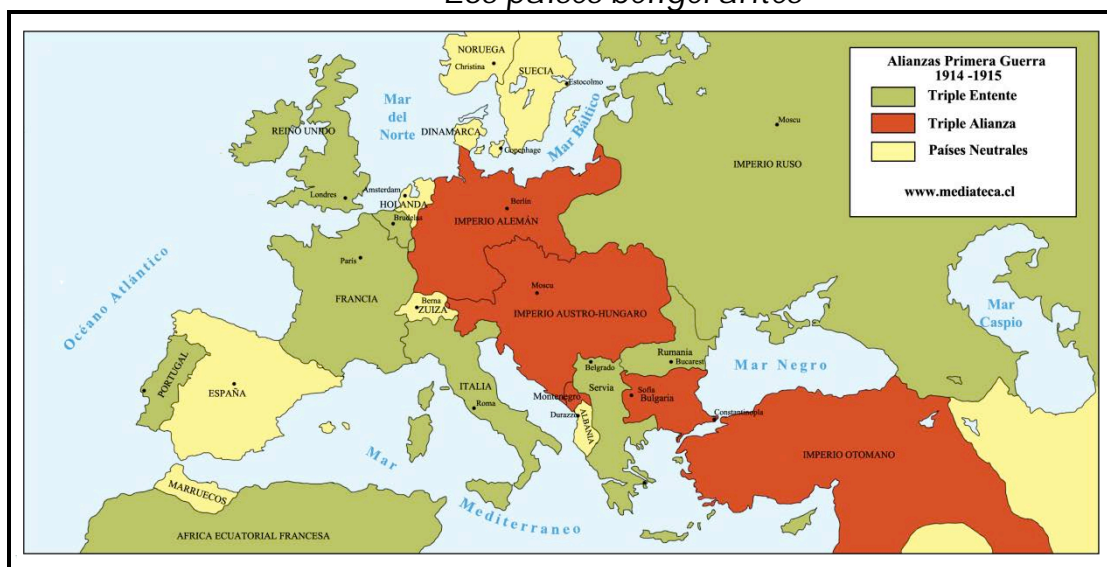 Los países beligerantes
Alianzas Primera Guerra
1914 -1915
Triple Entente
Triple Alianza
Países Neutrales
www.mediateca.cl
NORUEGA
Christina
SUECIA
Estocolmo
Mar
del
Norte
DINAMARCA
Copenhage
Mar Báltico
Moscu
IMPERIO RUSO
REINO UNIDO
Londres
Amsterdam
HOLANDA
Bruselas
Berlín
IMPERIO ALEMÁN
París
FRANCIA
Berna
ZUIZA
Moscu
IMPERIO AUSTRO-HUNGARO
Océano Atlántico
Mar
Caspio
Rumania
Bucarest
Mar Negro
Belgrado
Servia
PORTUGAL
ESPAÑA
ITALIA
Roma
Montenegro
Durazzo
ALBANIA
Sofía
Bulgaria
Constantinopla
IMPERIO OTOMANO
Mar
Mediterraneo
MARRUECOS
AFRICA ECUATORIAL FRANCESA